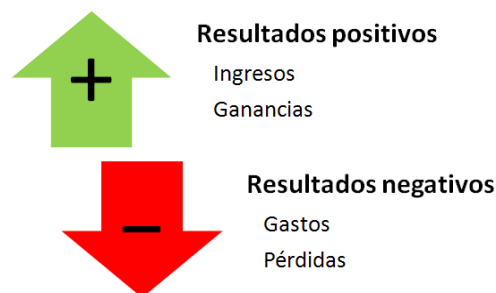 +
Resultados positivos
Ingresos
Ganancias
–
Resultados negativos
Gastos
Pérdidas